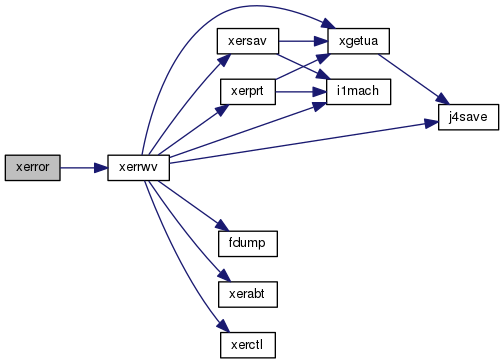 xerror
xerrwv
xersav
xerprt
xgetua
i1mach
j4save
fdump
xerabt
xerctl